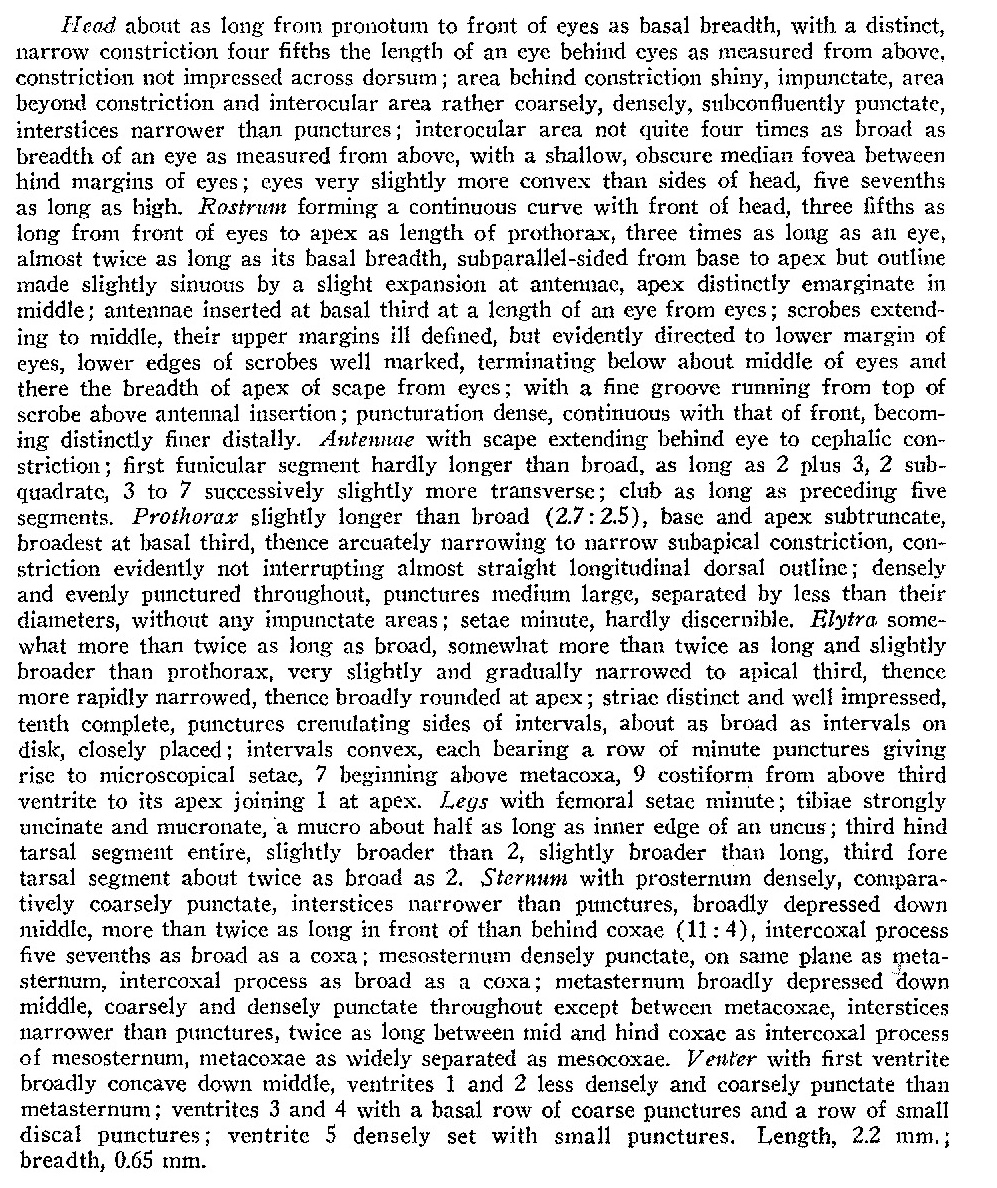 Head about as long from pronotum to front of eyes as basal breadth, with a distinct,
narrow constriction four fifths the length of an eye behind eyes as measured from above,
constriction not impressed across dorsum; area behind constriction shiny, impunctate, area
beyond constriction and interocular area rather coarsely, densely, subconfluently punctate,
interstices narrower than punctures; interocular area not quite four times as broad as
breadth of an eye as measured from above, with a shallow, obscure median fovea between
hind margins of eyes; eyes very slightly more convex than sides of head, five sevenths
as long as high. Rostrum forming a continuous curve with front of head, three fifths as
long from front of eyes to apex as length of prothorax, three times as long as an eye,
almost twice as long as its basal breadth, subparallel-sided from base to apex but outline
made slightly sinuous by a slight expansion at antennae, apex distinctly emarginate in
middle; antennae inserted at basal third at a length of an eye from eyes; scrobes extend-
ing to middle, their upper margins ill defined, but evidently directed to lower margin of
eyes, lower edges of scrobes well marked, terminating below about middle of eyes and
there the breadth of apex of scape from eyes; with a fine groove running from top of
scrobe above antennal insertion; puncturation dense, continuous with that of front, becom-
ing distinctly finer distally. Antennae with scape extending behind eye to cephalic con-
striction; first funicular segment hardly longer than broad, as long as 2 plus 3, 2 sub-
quadrate, 3 to 7 successively slightly more transverse; club as long as preceding five
segments. Prothorax slightly longer than broad (2.7:2.5), base and apex subtruncate,
broadest at basal third, thence arcuately narrowing to narrow subapical constriction, con-
striction evidently not interrupting almost straight longitudinal dorsal outline; densely
and evenly punctured throughout, punctures medium large, separated by less than their
diameters, without any impunctate areas; setae minute, hardly discernible. Elytra some-
what more than twice as long as broad, somewhat more than twice as long and slightly
broader than prothorax, very slightly and gradually narrowed to apical third, thence
more rapidly narrowed, thence broadly rounded at apex; striae distinct and well impressed,
tenth complete, punctures crenulating sides of intervals, about as broad as intervals on
disk, closely placed; intervals convex, each bearing a row of minute punctures giving
rise to microscopical setae, 7 beginning above metacoxa, 9 costiform from above third
ventrite to its apex joining 1 at apex. Legs with femoral setae minute; tibiae strongly
uncinate and mucronate, a mucro about half as long as inner edge of an uncus; third hind
tarsal segment entire, slightly broader than 2, slightly broader than long, third fore
tarsal segment about twice as broad as 2. Sternum with prosternum densely, compara-
tively coarsely punctate, interstices narrower than punctures, broadly depressed down
middle, more than twice as long in front of than behind coxae (11:4), intercoxal process
five sevenths as broad as a coxa; mesosternum densely punctate, on same plane as meta-
sternum, intercoxal process as broad as a coxa; metasternum broadly depressed down
middle, coarsely and densely punctate throughout except between metacoxae, interstices
narrower than punctures, twice as long between mid and hind coxae as intercoxal process
of mesosternum, metacoxae as widely separated as mesocoxae. Venter with first ventrite
broadly concave down middle, ventrites 1 and 2 less densely and coarsely punctate than
metasternum; ventrites 3 and 4 with a basal row of coarse punctures and a row of small
discal punctures; ventrite 5 densely set with small punctures. Length, 2.2 mm.;
breadth, 0.65 mm.